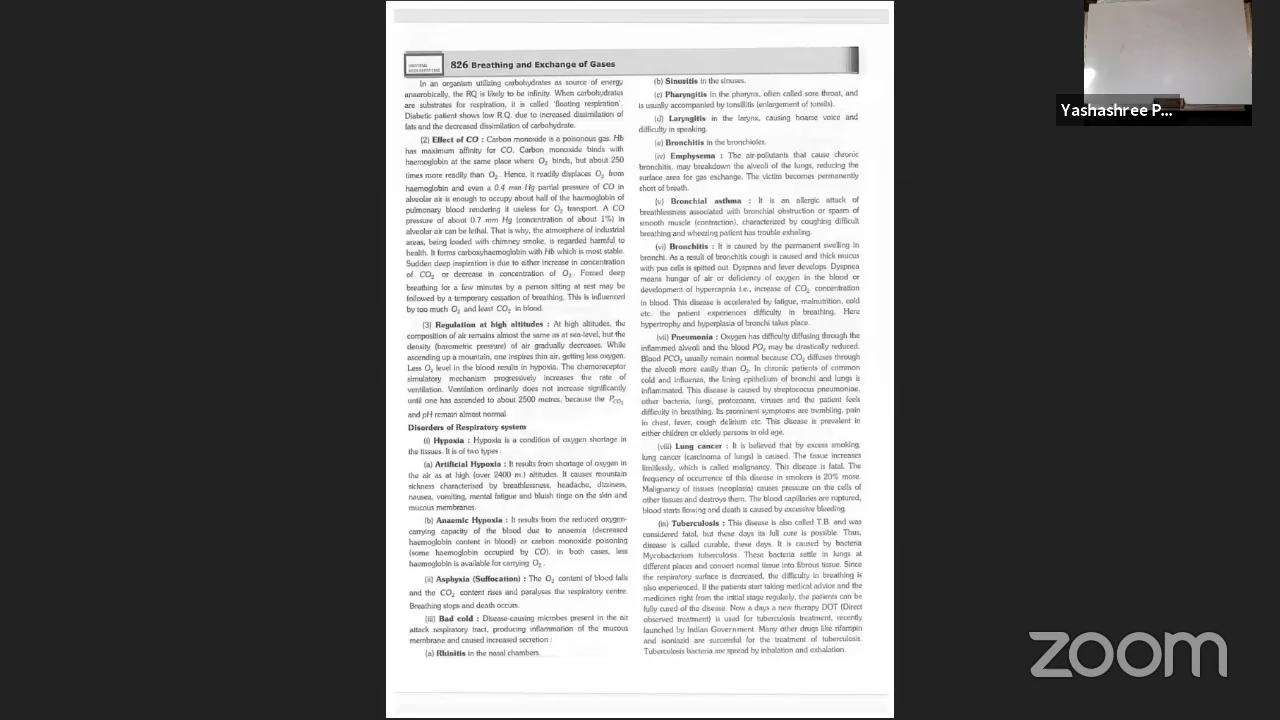 826 Breathing and Exchange of Gases
In an organism utilizing carbohydrates as source of energy
anaerobically, the RQ is likely to be infinity. When carbohydrates
are substrates for respiration, it is called 'floating respiration'.
Diabetic patient shows low R.Q. due to increased dissimilation of
fats and the decreased dissimilation of carbohydrate.
(2) Effect of CO : Carbon monoxide is a poisonous gas. Hb
has maximum affinity for CO. Carbon monoxide binds with
haemoglobin at the same place where O₂ binds, but about 250
times more readily than O₂. Hence, it readily displaces O₂ from
haemoglobin and even a 0.4 mm Hg partial pressure of CO in
alveolar air is enough to occupy about half of the haemoglobin of
pulmonary blood rendering it useless for O₂ transport. A CO
pressure of about 0.7 mm Hg (concentration of about 1%) in
alveolar air can be lethal. That is why, the atmosphere of industrial
areas, being loaded with chimney smoke, is regarded harmful to
health. It forms carboxyhaemoglobin with Hb which is most stable.
Sudden deep inspiration is due to either increase in concentration
of CO₂ or decrease in concentration of O₂. Forced deep
breathing for a few minutes by a person sitting at rest may be
followed by a temporary cessation of breathing. This is influenced
by too much O₂ and least CO₂ in blood.
(3) Regulation at high altitudes : At high altitudes, the
composition of air remains almost the same as at sea-level, but the
density (barometric pressure) of air gradually decreases. While
ascending up a mountain, one inspires thin air, getting less oxygen.
Less O₂ level in the blood results in hypoxia. The chemoreceptor
simulatory mechanism progressively increases the rate of
ventilation. Ventilation ordinarily does not increase significantly
until one has ascended to about 2500 metres, because the P_CO₂
and pH remain almost normal.
Disorders of Respiratory system
(i) Hypoxia : Hypoxia is a condition of oxygen shortage in
the tissues. It is of two types :
(a) Artificial Hypoxia : It results from shortage of oxygen in
the air as at high (over 2400 m.) altitudes. It causes mountain
sickness characterised by breathlessness, headache, dizziness,
nausea, vomiting, mental fatigue and bluish tinge on the skin and
mucous membranes.
(b) Anaemic Hypoxia : It results from the reduced oxygen-
carrying capacity of the blood due to anaemia (decreased
haemoglobin content in blood) or carbon monoxide poisoning
(some haemoglobin occupied by CO). in both cases, less
haemoglobin is available for carrying O₂.
(ii) Asphyxia (Suffocation) : The O₂ content of blood falls
and the CO₂ content rises and paralyses the respiratory centre.
Breathing stops and death occurs.
(iii) Bad cold : Disease-causing microbes present in the air
attack respiratory tract, producing inflammation of the mucous
membrane and caused increased secretion :
(a) Rhinitis in the nasal chambers.
(b) Sinusitis in the sinuses.
(c) Pharyngitis in the pharynx, often called sore throat, and
is usually accompanied by tonsillitis (enlargement of tonsils).
(d) Laryngitis in the larynx, causing hoarse voice and
difficulty in speaking.
(e) Bronchitis in the bronchioles.
(iv) Emphysema : The air-pollutants that cause chronic
bronchitis, may breakdown the alveoli of the lungs, reducing the
surface area for gas exchange. The victim becomes permanently
short of breath.
(v) Bronchial asthma : It is an allergic attack of
breathlessness associated with bronchial obstruction or spasm of
smooth muscle (contraction), characterized by coughing difficult
breathing and wheezing patient has trouble exhaling.
(vi) Bronchitis : It is caused by the permanent swelling in
bronchi. As a result of bronchitis cough is caused and thick mucus
with pus cells is spitted out. Dyspnea and fever develops. Dyspnea
means hunger of air or deficiency of oxygen in the blood or
development of hypercapnia i.e., increase of CO₂ concentration
in blood. This disease is accelerated by fatigue, malnutrition, cold
etc. the patient experiences difficulty in breathing. Here
hypertrophy and hyperplasia of bronchi takes place.
(vii) Pneumonia : Oxygen has difficulty diffusing through the
inflamed alveoli and the blood PO₂ may be drastically reduced.
Blood PCO₂ usually remain normal because CO₂ diffuses through
the alveoli more easily than O₂. In chronic patients of common
cold and influenza, the lining epithelium of bronchi and lungs is
inflammated. This disease is caused by streptococcus pneumoniae,
other bacteria, fungi, protozoans, viruses and the patient feels
difficulty in breathing. Its prominent symptoms are trembling, pain
in chest, fever, cough delirium etc. This disease is prevalent in
either children or elderly persons in old age.
(viii) Lung cancer : It is believed that by excess smoking,
lung cancer (carcinoma of lungs) is caused. The tissue increases
limitlessly, which is called malignancy. This disease is fatal. The
frequency of occurrence of this disease in smokers is 20% more.
Malignancy of tissues (neoplasia) causes pressure on the cells of
other tissues and destroys them. The blood capillaries are ruptured,
blood starts flowing and death is caused by excessive bleeding.
(ix) Tuberculosis : This disease is also called T.B. and was
considered fatal, but these days its full cure is possible. Thus,
disease is called curable, these days. It is caused by bacteria
Mycobacterium tuberculosis. These bacteria settle in lungs at
different places and convert normal tissue into fibrous tissue. Since
the respiratory surface is decreased, the difficulty in breathing is
also experienced. If the patients start taking medical advice and the
medicines right from the initial stage regularly, the patients can be
fully cured of the disease. Now a days a new therapy DOT (Direct
observed treatment) is used for tuberculosis treatment, recently
launched by Indian Government. Many other drugs like rifampin
and isoniazid are successful for the treatment of tuberculosis.
Tuberculosis bacteria are spread by inhalation and exhalation.
Yashashree P...
zoom